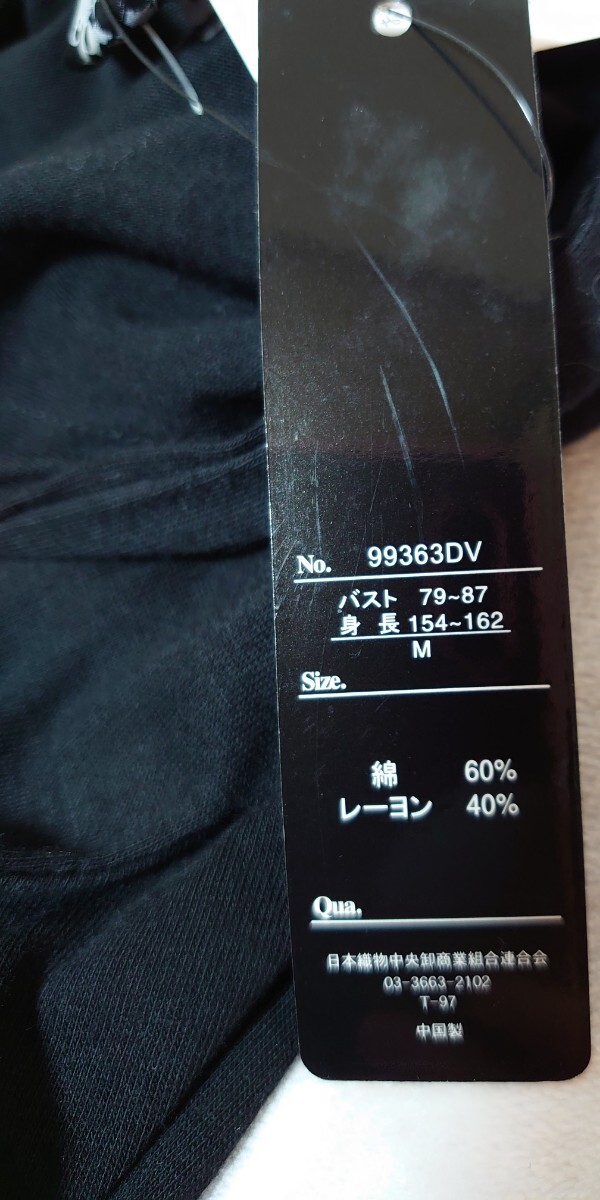 No. 99363DV
バスト 79~87
身 長 154~162
M
Size.
綿 60%
レーヨン 40%
Qua.
日本織物中央卸商業組合連合会
03-3663-2102
T-97
中国製